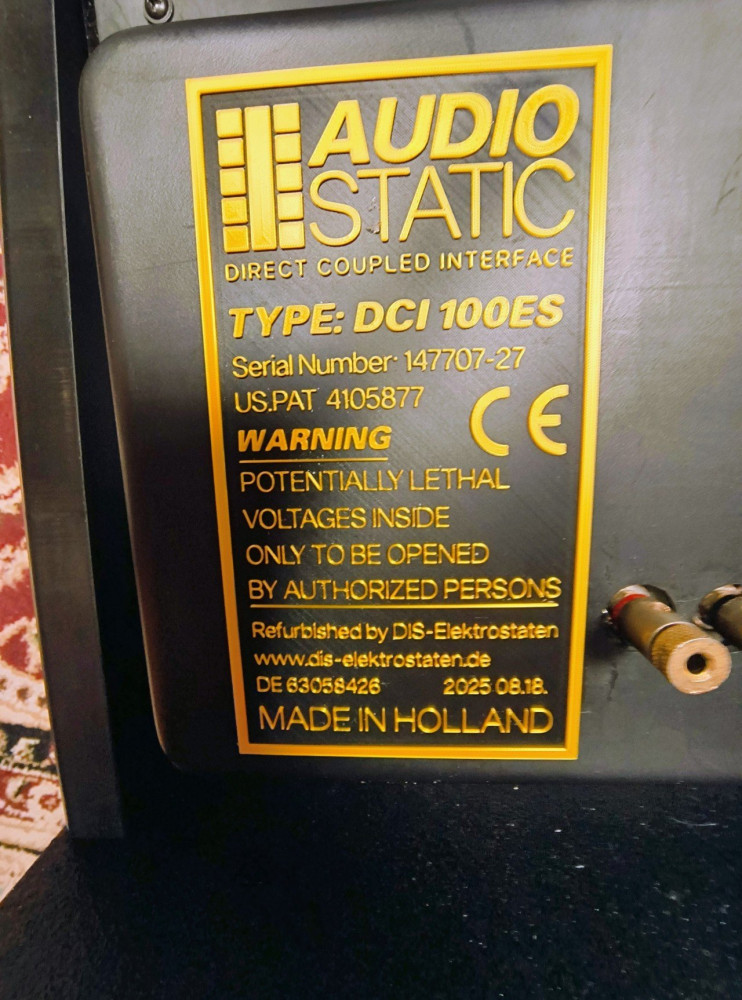 AUDIO
STATIC
DIRECT COUPLED INTERFACE
TYPE: DCI 100ES
Serial Number: 147707-27
US.PAT 4105877
CE
WARNING
POTENTIALLY LETHAL
VOLTAGES INSIDE
ONLY TO BE OPENED
BY AUTHORIZED PERSONS
Refurbished by DIS-Elektrostaten
www.dis-elektrostaten.de
DE 63058426 2025.08.18.
MADE IN HOLLAND